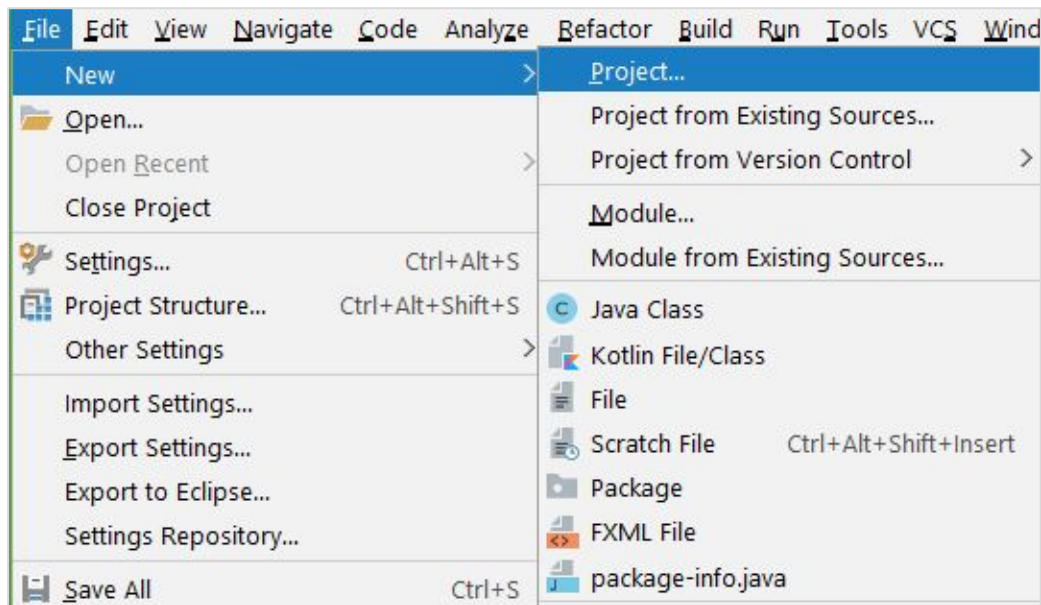 File Edit View Navigate Code Analyze Refactor Build Run Tools VCS Wind
New
Open...
Open Recent
Close Project
Settings... Ctrl+Alt+S
Project Structure... Ctrl+Alt+Shift+S
Other Settings
Import Settings...
Export Settings...
Export to Eclipse...
Settings Repository...
Save All Ctrl+S
Project...
Project from Existing Sources...
Project from Version Control
Module...
Module from Existing Sources...
C Java Class
Kotlin File/Class
File
Scratch File Ctrl+Alt+Shift+Insert
Package
<> FXML File
J package-info.java